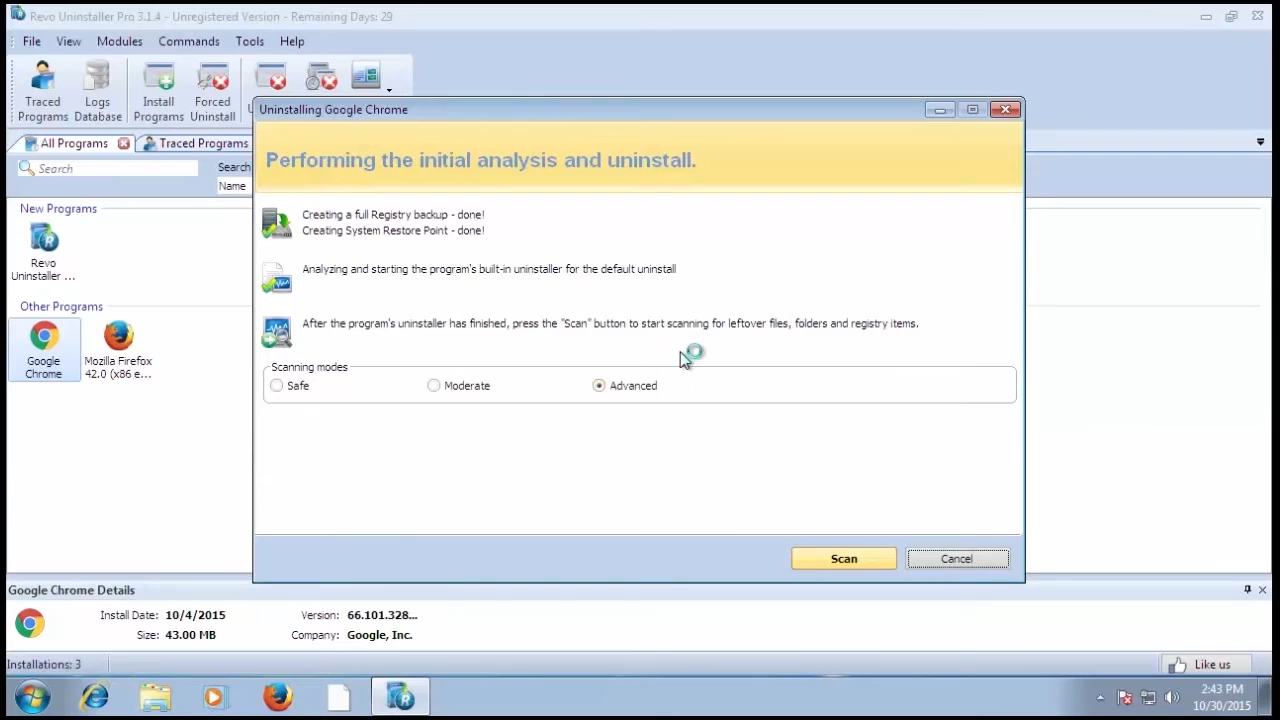 Revo Uninstaller Pro 3.1.4 - Unregistered Version - Remaining Days: 29
File View Modules Commands Tools Help
Traced Programs
Logs Database
Install Programs
Forced Uninstall
Uninstalling Google Chrome
All Programs
Traced Programs
Search
Search
Name
Performing the initial analysis and uninstall.
New Programs
Revo
Uninstaller ...
Other Programs
Google
Chrome
Mozilla Firefox
42.0 (x86 e...
Creating a full Registry backup - done!
Creating System Restore Point - done!
Analyzing and starting the program's built-in uninstaller for the default uninstall
After the program's uninstaller has finished, press the "Scan" button to start scanning for leftover files, folders and registry items.
Scanning modes
Safe Moderate Advanced
Scan Cancel
Google Chrome Details
Install Date: 10/4/2015 Version: 66.101.328...
Size: 43.00 MB Company: Google, Inc.
Installations: 3
Like us
2:43 PM
10/30/2015